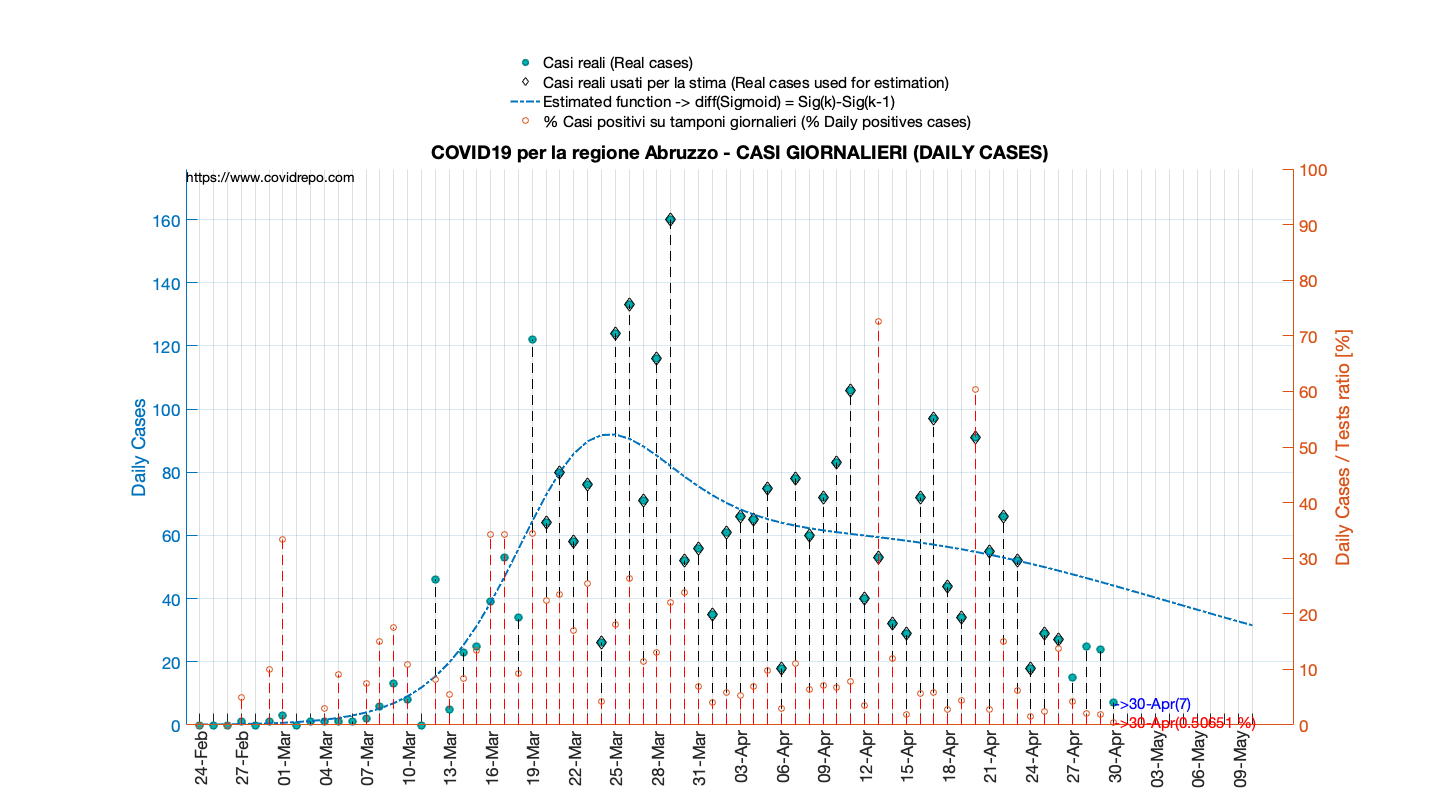 Casi reali (Real cases)
Casi reali usati per la stima (Real cases used for estimation)
Estimated function -> diff(Sigmoid) = Sig(k)-Sig(k-1)
% Casi positivi su tamponi giornalieri (% Daily positives cases)
COVID19 per la regione Abruzzo - CASI GIORNALIERI (DAILY CASES)
https://www.covidrepo.com
Daily Cases
160
140
120
100
80
60
40
20
0
100
90
80
70
60
50
40
30
20
10
0
Daily Cases / Tests ratio [%]
->30-Apr(7)
->30-Apr(0.50651 %)
24-Feb
27-Feb
01-Mar
04-Mar
07-Mar
10-Mar
13-Mar
16-Mar
19-Mar
22-Mar
25-Mar
28-Mar
31-Mar
03-Apr
06-Apr
09-Apr
12-Apr
15-Apr
18-Apr
21-Apr
24-Apr
27-Apr
30-Apr
03-May
06-May
09-May